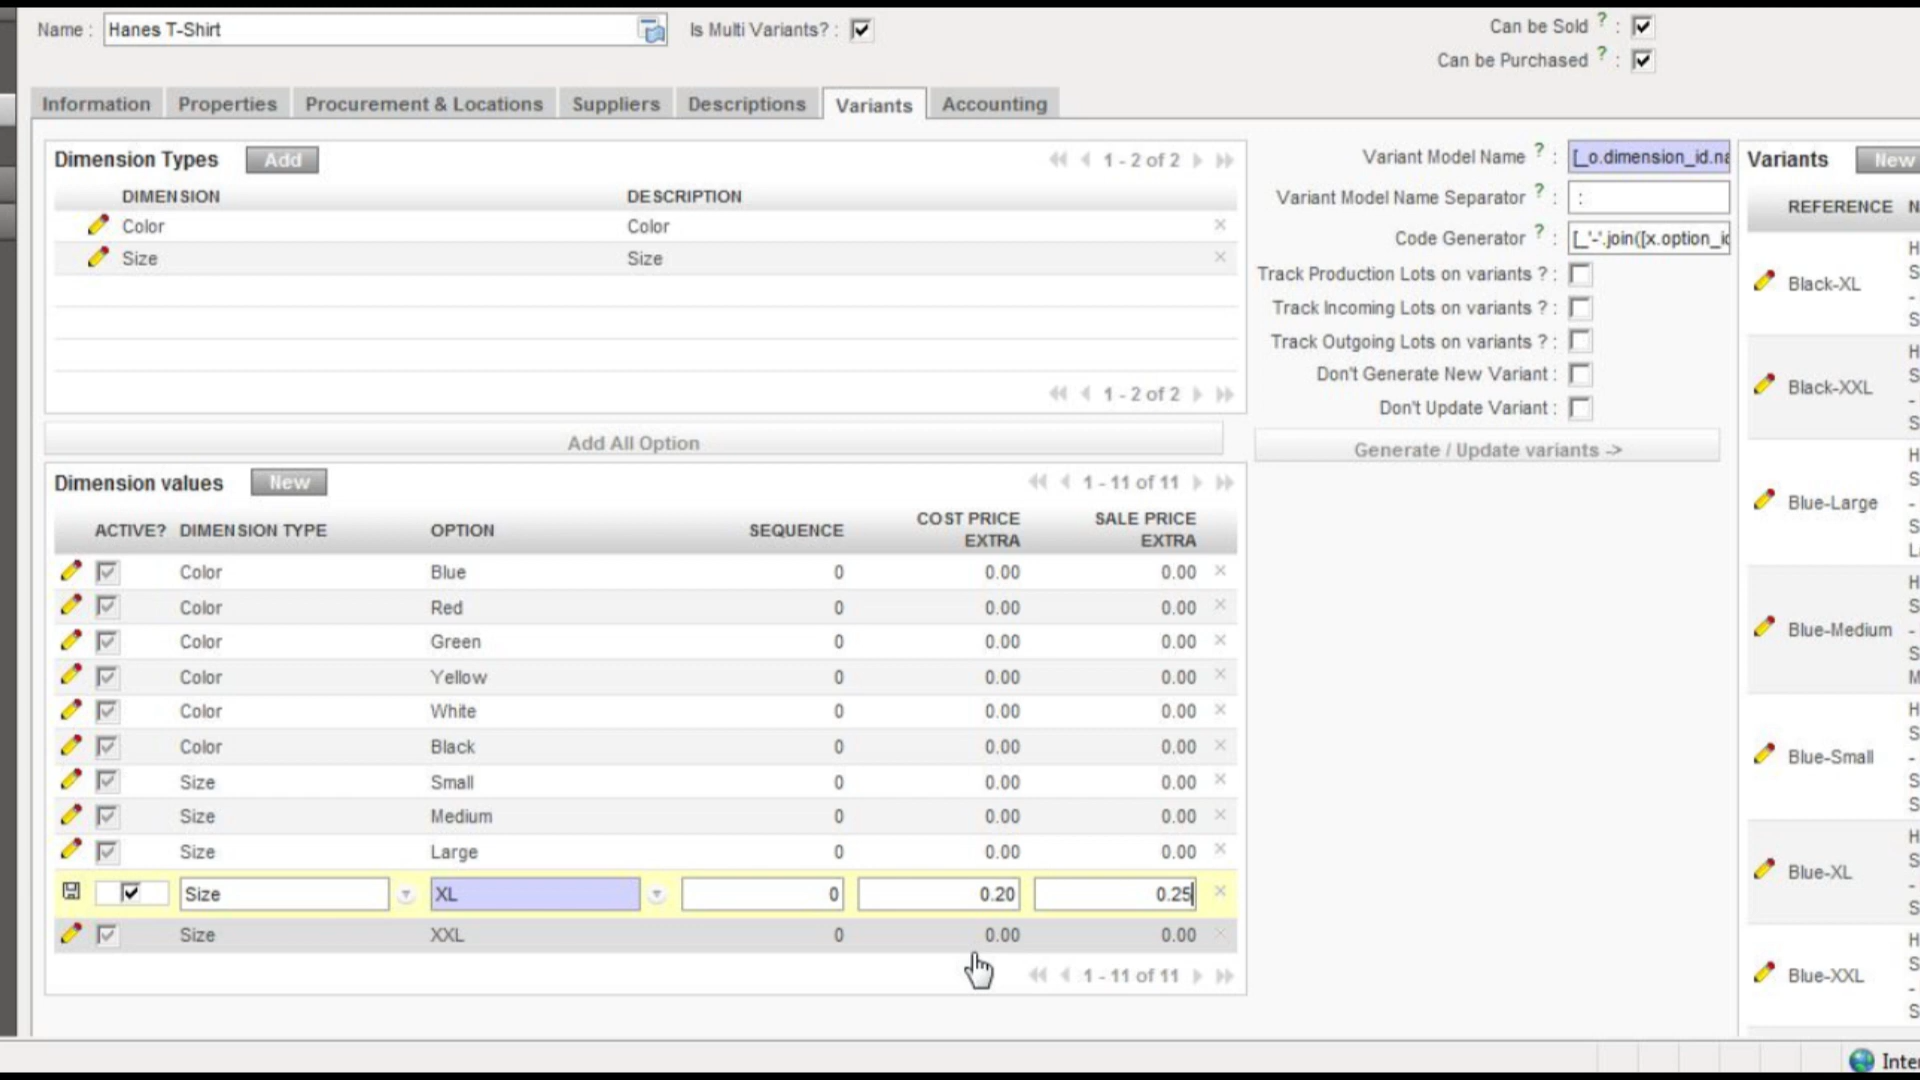 Name : Hanes T-Shirt Is Multi Variants? : Can be Sold ? :
Can be Purchased ? :
Information Properties Procurement & Locations Suppliers Descriptions Variants Accounting
Dimension Types Add 1 - 2 of 2
DIMENSION DESCRIPTION
Color Color
Size Size
1 - 2 of 2
Add All Option
Dimension values New 1 - 11 of 11
ACTIVE? DIMENSION TYPE OPTION SEQUENCE COST PRICE EXTRA SALE PRICE EXTRA
Color Blue 0 0.00 0.00
Color Red 0 0.00 0.00
Color Green 0 0.00 0.00
Color Yellow 0 0.00 0.00
Color White 0 0.00 0.00
Color Black 0 0.00 0.00
Size Small 0 0.00 0.00
Size Medium 0 0.00 0.00
Size Large 0 0.00 0.00
Size XL 0 0.20 0.25
Size XXL 0 0.00 0.00
1 - 11 of 11
Variant Model Name ? : [_o.dimension_id.na
Variant Model Name Separator ? : :
Code Generator ? : [_'-'.join([x.option_id
Track Production Lots on variants ? :
Track Incoming Lots on variants ? :
Track Outgoing Lots on variants ? :
Don't Generate New Variant :
Don't Update Variant :
Generate / Update variants ->
Variants New
REFERENCE N
Black-XL
Black-XXL
Blue-Large
Blue-Medium
Blue-Small
Blue-XL
Blue-XXL
Inter